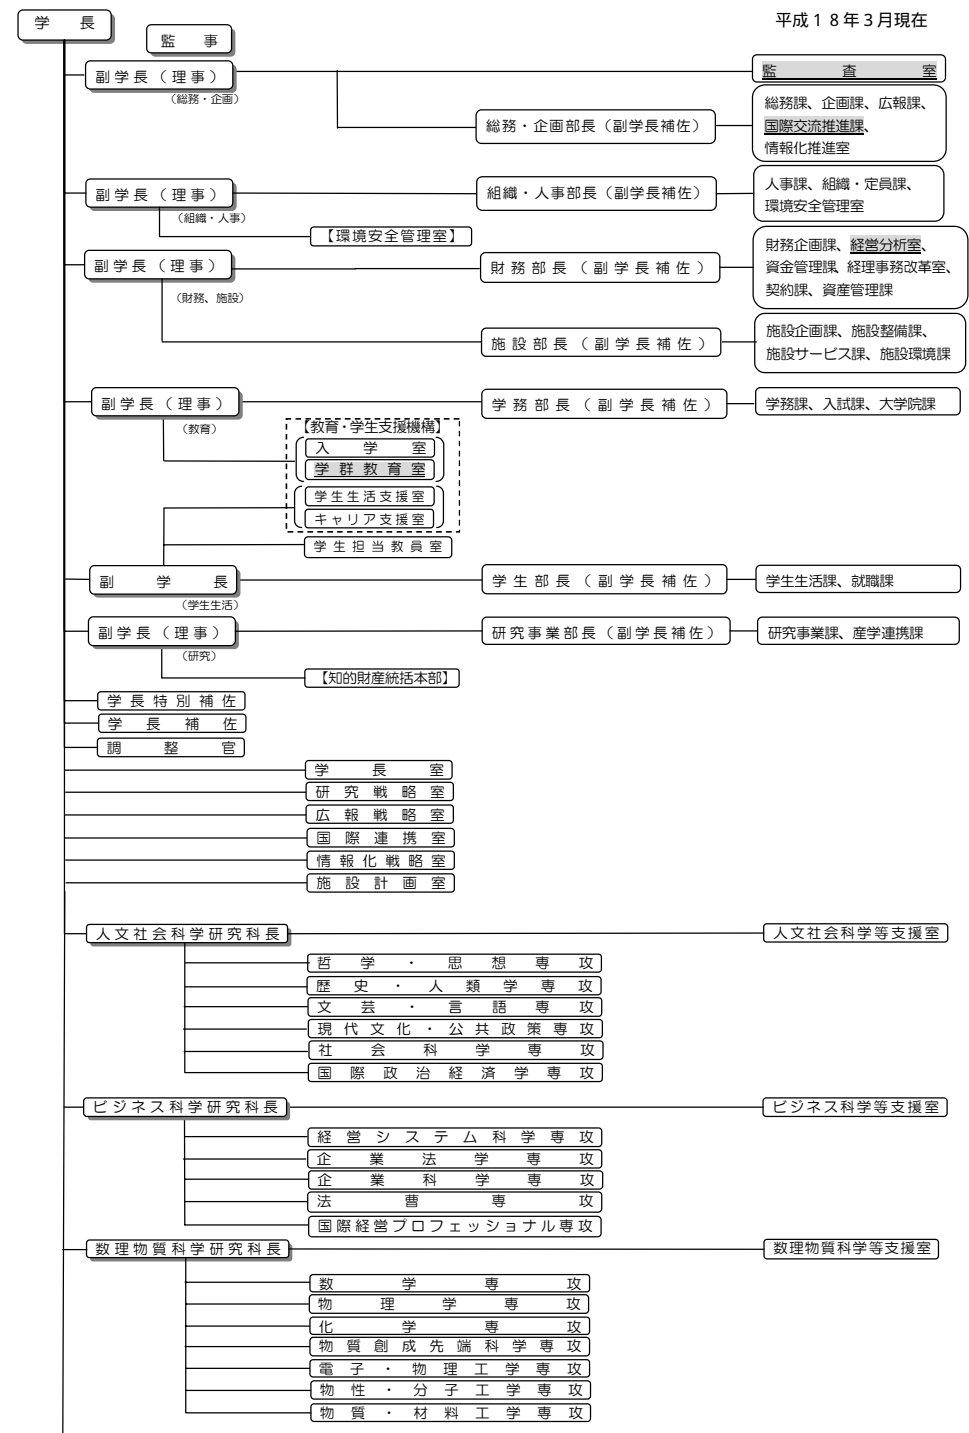 平成１８年３月現在
学長
監事
副学長（理事）
（総務・企画）
監査室
総務・企画部長（副学長補佐）
総務課、企画課、広報課、
国際交流推進課、
情報化推進室
副学長（理事）
（組織・人事）
組織・人事部長（副学長補佐）
人事課、組織・定員課、
環境安全管理室
【環境安全管理室】
副学長（理事）
（財務、施設）
財務部長（副学長補佐）
財務企画課、経営分析室、
資金管理課、経理事務改革室、
契約課、資産管理課
施設部長（副学長補佐）
施設企画課、施設整備課、
施設サービス課、施設環境課
副学長（理事）
（教育）
学務部長（副学長補佐）
学務課、入試課、大学院課
【教育・学生支援機構】
入学室
学群教育室
学生生活支援室
キャリア支援室
学生担当教員室
副学長
（学生生活）
学生部長（副学長補佐）
学生生活課、就職課
副学長（理事）
（研究）
研究事業部長（副学長補佐）
研究事業課、産学連携課
【知的財産統括本部】
学長特別補佐
学長補佐
調整官
学長室
研究戦略室
広報戦略室
国際連携室
情報化戦略室
施設計画室
人文社会科学研究科長
人文社会科学等支援室
哲学・思想専攻
歴史・人類学専攻
文芸・言語専攻
現代文化・公共政策専攻
社会科学専攻
国際政治経済学専攻
ビジネス科学研究科長
ビジネス科学等支援室
経営システム科学専攻
企業法学専攻
企業科学専攻
法曹専攻
国際経営プロフェッショナル専攻
数理物質科学研究科長
数理物質科学等支援室
数学専攻
物理学専攻
化学専攻
物質創成先端科学専攻
電子・物理工学専攻
物性・分子工学専攻
物質・材料工学専攻